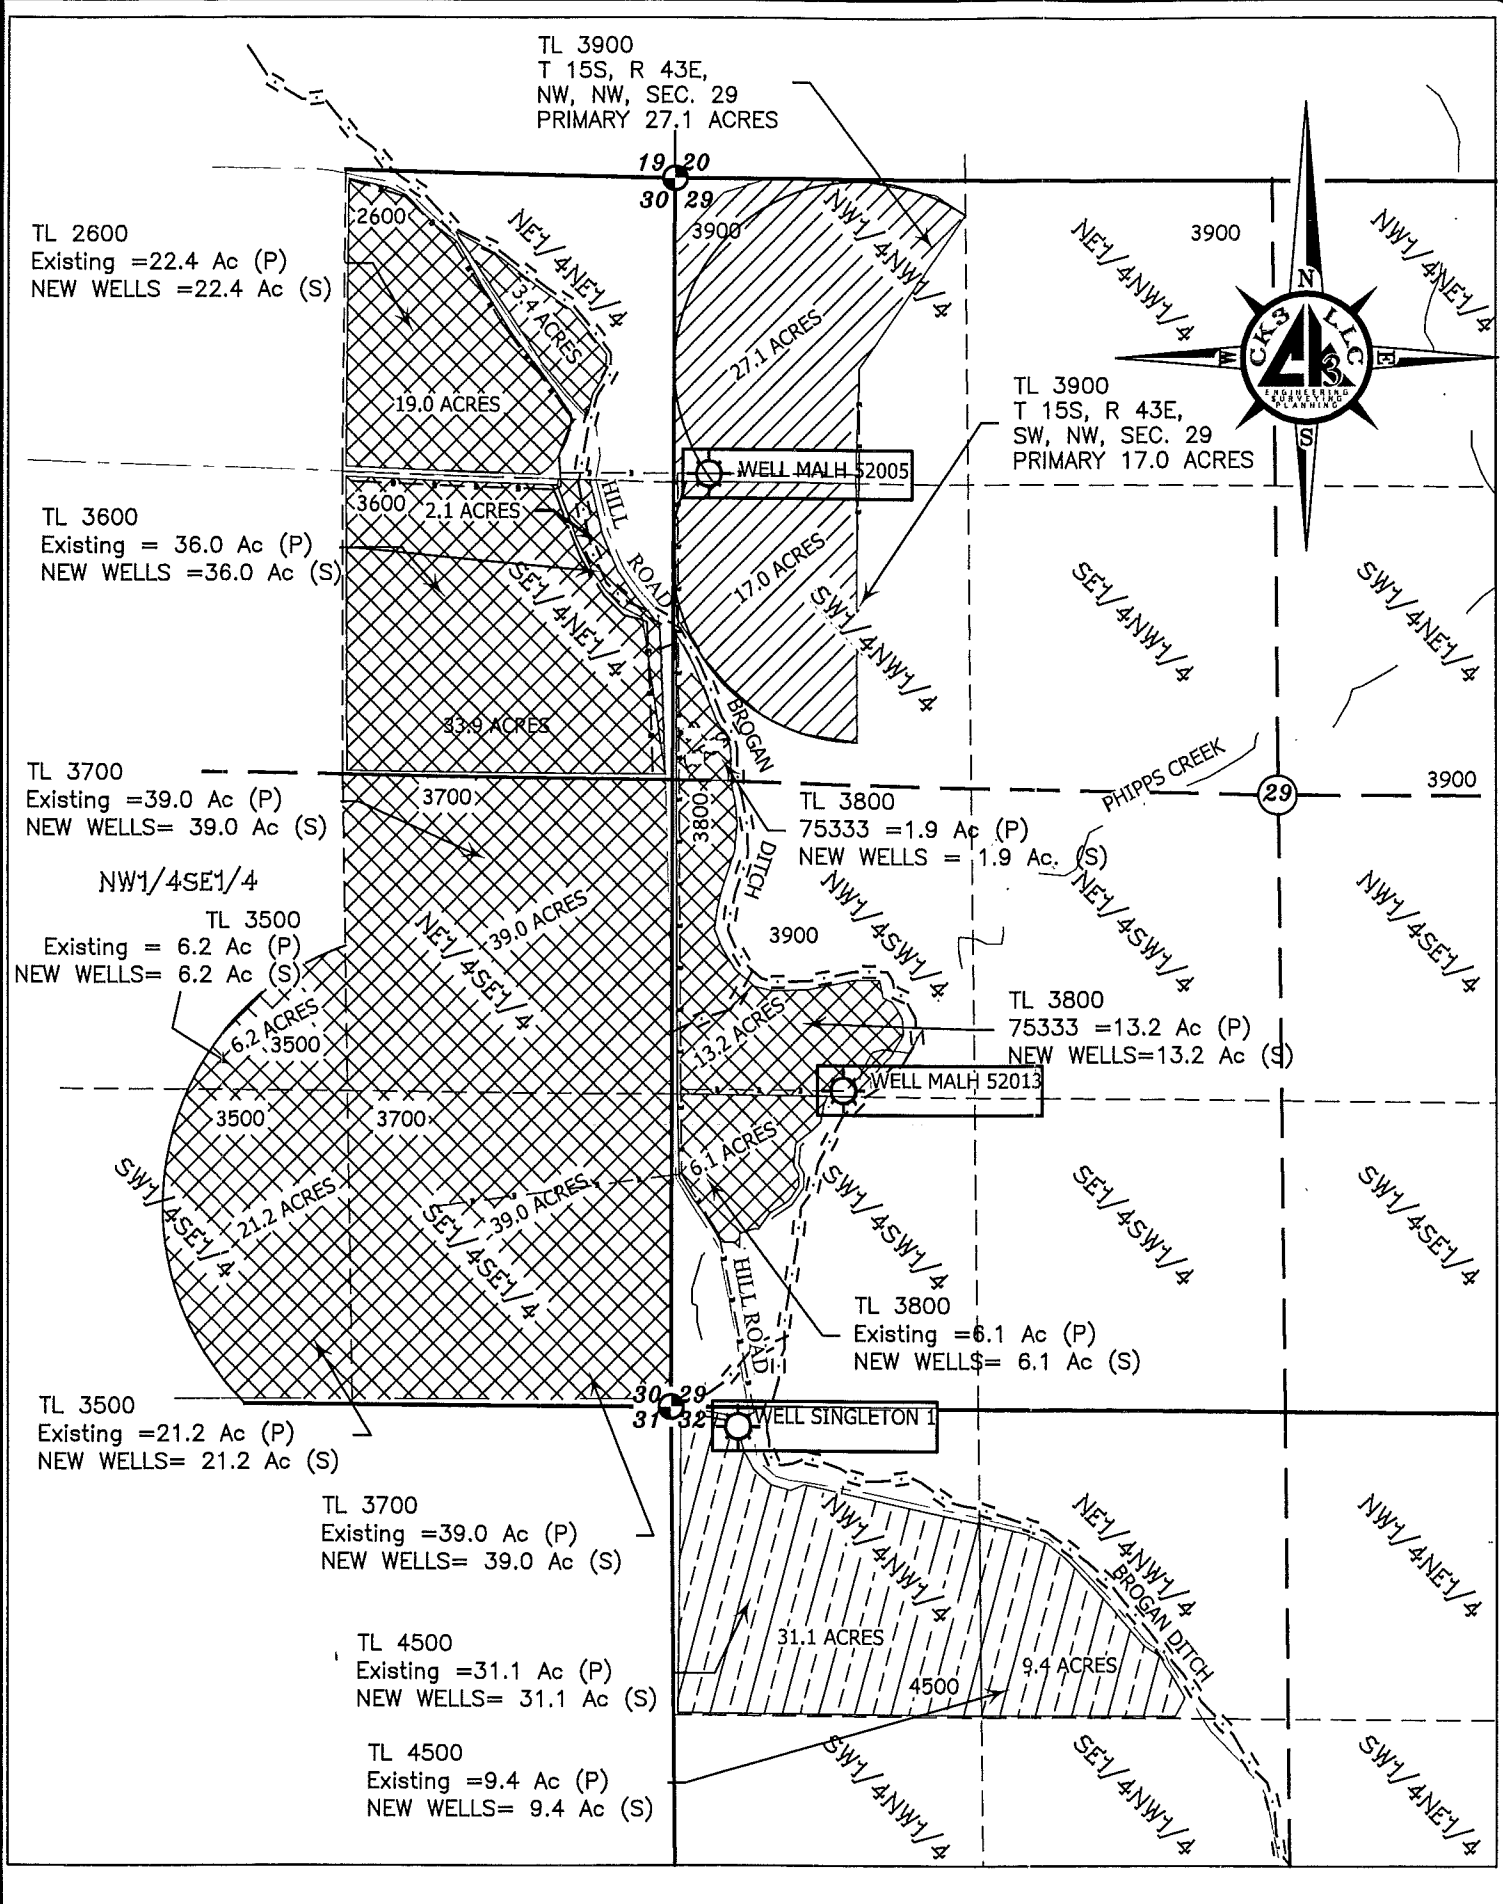 TL 3900
T 15S, R 43E,
NW, NW, SEC. 29
PRIMARY 27.1 ACRES
19 20
30 29
2600
3900
NE1/4NE1/4
NW1/4NW1/4
NE1/4NW1/4
3900
NW1/4NE1/4
TL 2600
Existing =22.4 Ac (P)
NEW WELLS =22.4 Ac (S)
3.4 ACRES
27.1 ACRES
19.0 ACRES
N
W
E
S
CK3 LLC
CK3
ENGINEERING
SURVEYING
PLANNING
TL 3900
T 15S, R 43E,
SW, NW, SEC. 29
PRIMARY 17.0 ACRES
WELL MALH 52005
3600
2.1 ACRES
HILL
ROAD
TL 3600
Existing = 36.0 Ac (P)
NEW WELLS =36.0 Ac (S)
SE1/4NE1/4
17.0 ACRES
SW1/4NW1/4
SE1/4NW1/4
SW1/4NE1/4
33.9 ACRES
BROGAN
DITCH
PHIPPS CREEK
29
3900
TL 3700
Existing =39.0 Ac (P)
NEW WELLS= 39.0 Ac (S)
3700
3800
TL 3800
75333 =1.9 Ac (P)
NEW WELLS = 1.9 Ac. (S)
NW1/4SE1/4
TL 3500
Existing = 6.2 Ac (P)
NEW WELLS= 6.2 Ac (S)
NE1/4SE1/4
39.0 ACRES
3900
NW1/4SW1/4
NE1/4SW1/4
NW1/4SE1/4
6.2 ACRES
3500
13.2 ACRES
TL 3800
75333 =13.2 Ac (P)
NEW WELLS=13.2 Ac (S)
WELL MALH 52013
3500
3700
6.1 ACRES
SW1/4SE1/4
21.2 ACRES
SE1/4SE1/4
39.0 ACRES
SW1/4SW1/4
SE1/4SW1/4
SW1/4SE1/4
HILL ROAD
TL 3800
Existing =6.1 Ac (P)
NEW WELLS= 6.1 Ac (S)
30 29
31 32
WELL SINGLETON 1
TL 3500
Existing =21.2 Ac (P)
NEW WELLS= 21.2 Ac (S)
TL 3700
Existing =39.0 Ac (P)
NEW WELLS= 39.0 Ac (S)
NW1/4NW1/4
NE1/4NW1/4
NW1/4NE1/4
BROGAN DITCH
TL 4500
Existing =31.1 Ac (P)
NEW WELLS= 31.1 Ac (S)
31.1 ACRES
9.4 ACRES
4500
TL 4500
Existing =9.4 Ac (P)
NEW WELLS= 9.4 Ac (S)
SW1/4NW1/4
SE1/4NW1/4
SW1/4NE1/4